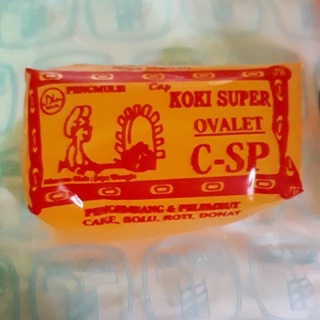 PENGMULSI Cap
KOKI SUPER
OVALET
C-SP
PENGEMBANG & PELEMBUT
CAKE, BOLU, ROTI, DONAT